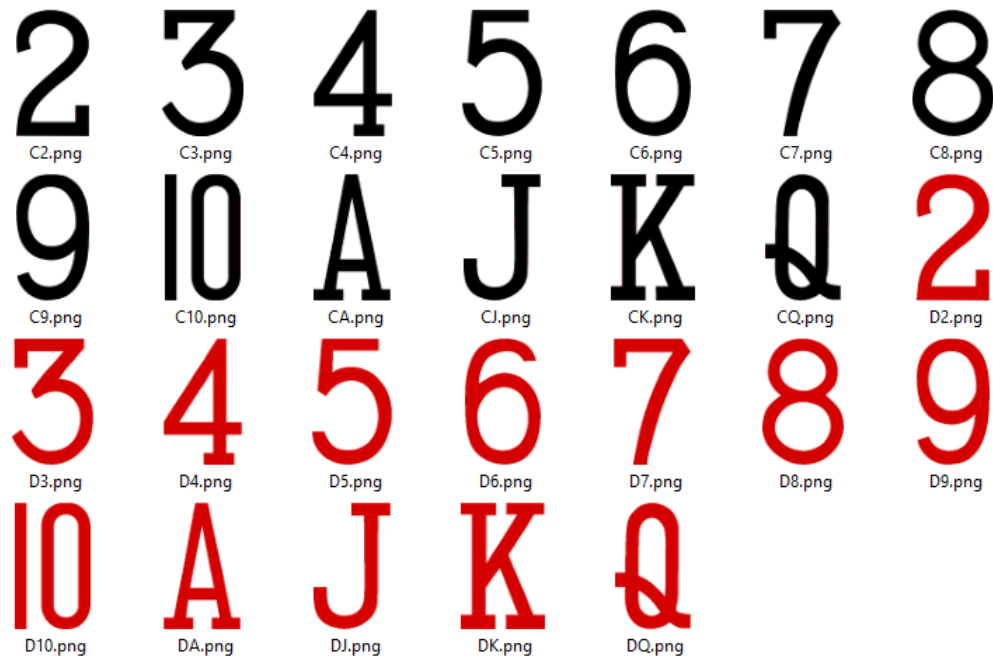 2 3 4 5 6 7 8
C2.png C3.png C4.png C5.png C6.png C7.png C8.png
9 10 A J K Q 2
C9.png C10.png CA.png CJ.png CK.png CQ.png D2.png
3 4 5 6 7 8 9
D3.png D4.png D5.png D6.png D7.png D8.png D9.png
10 A J K Q
D10.png DA.png DJ.png DK.png DQ.png